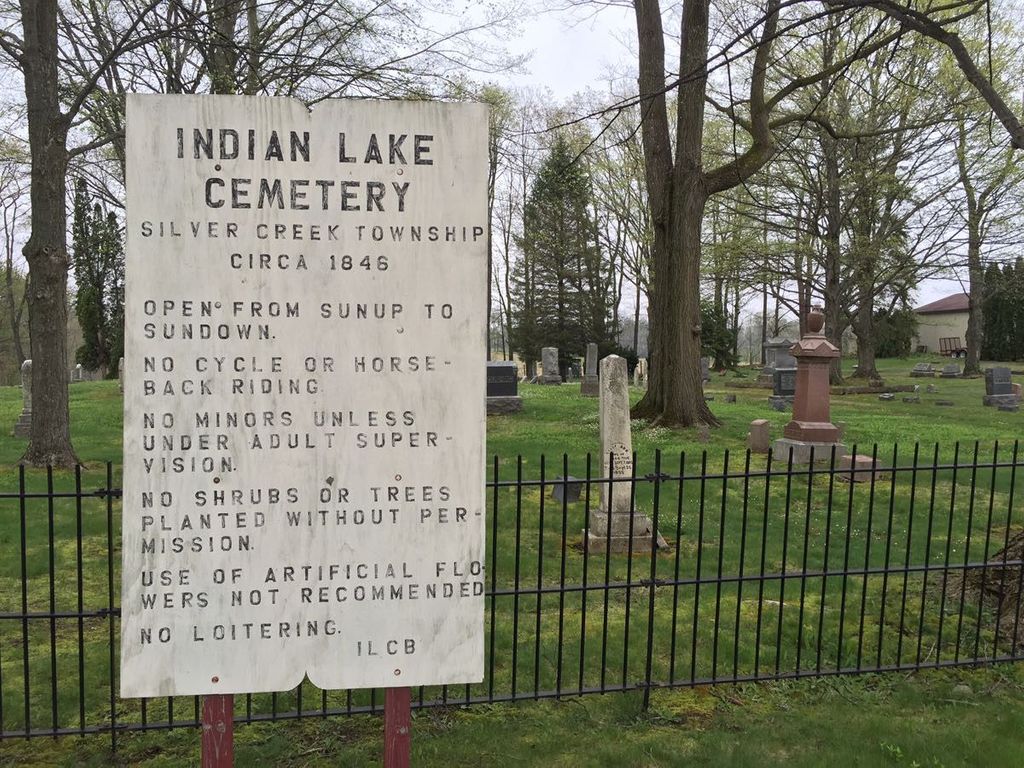 INDIAN LAKE
CEMETERY
SILVER CREEK TOWNSHIP
CIRCA 1846
OPEN FROM SUNUP TO
SUNDOWN.
NO CYCLE OR HORSE-
BACK RIDING.
NO MINORS UNLESS
UNDER ADULT SUPER-
VISION.
NO SHRUBS OR TREES
PLANTED WITHOUT PER-
MISSION.
USE OF ARTIFICIAL FLO-
WERS NOT RECOMMENDED
NO LOITERING.
ILCB